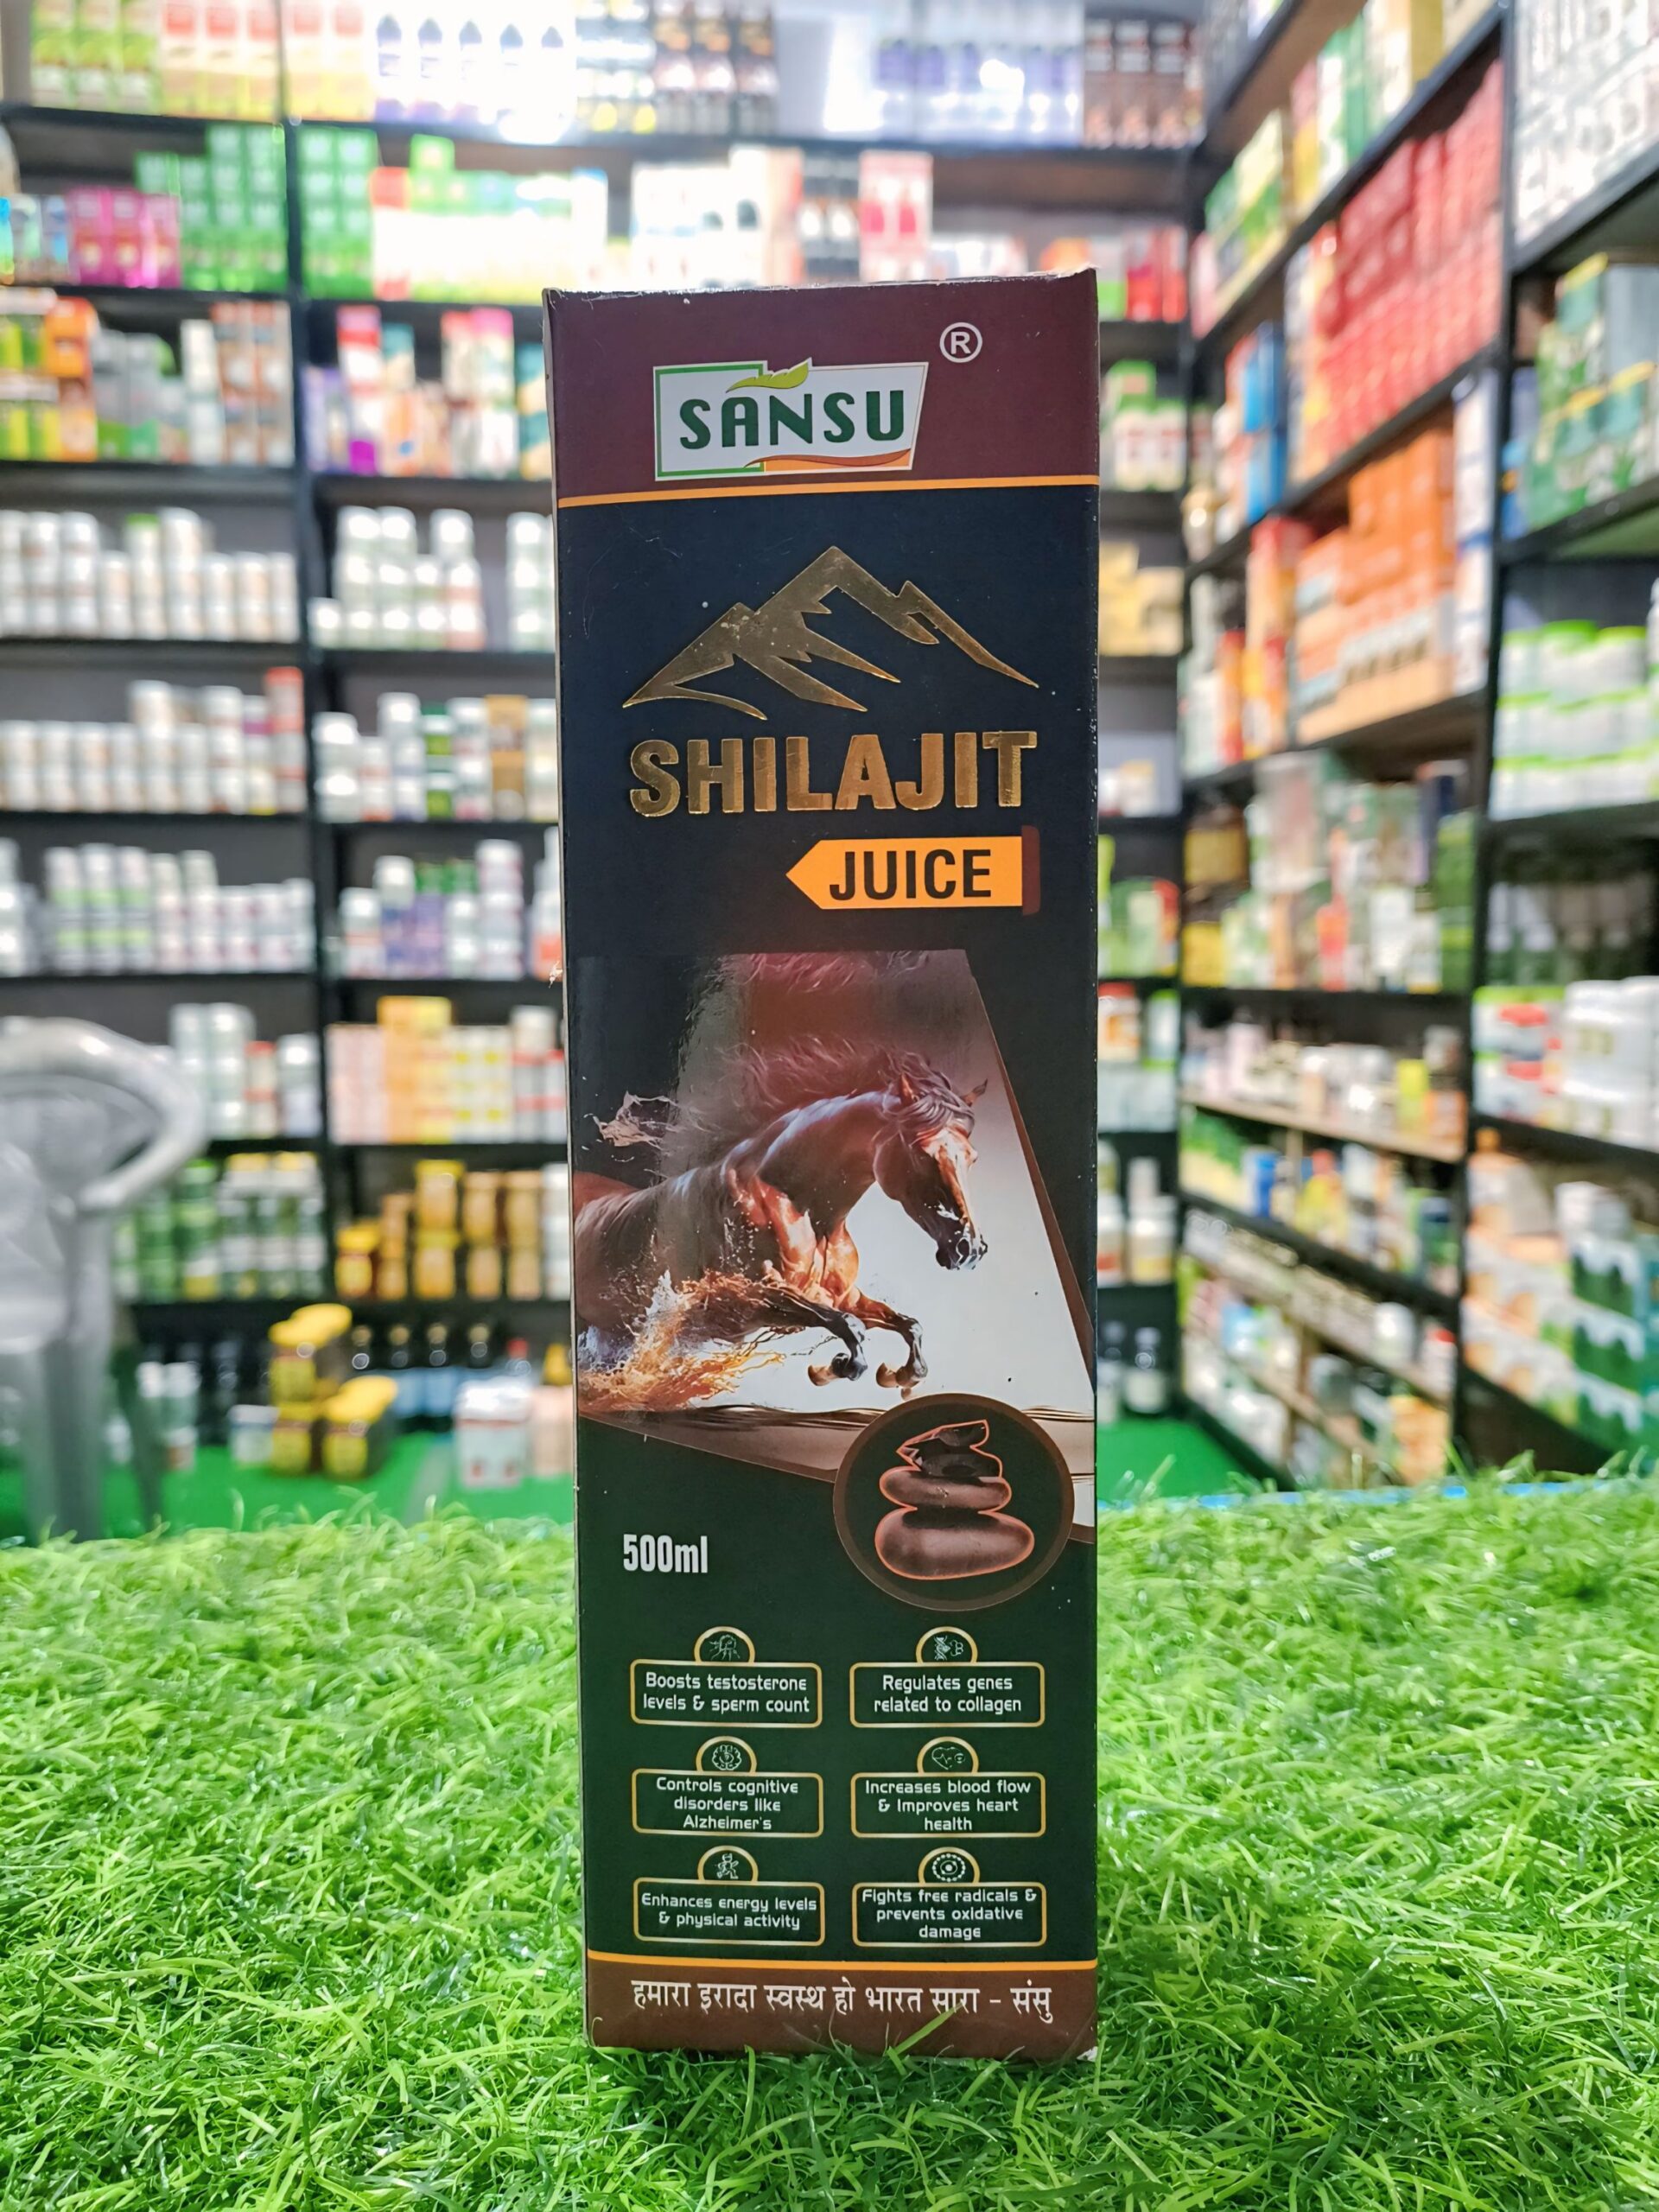 ®
SANSU
SHILAJIT
JUICE
500ml
Boosts testosterone
levels & sperm count
Regulates genes
related to collagen
Controls cognitive
disorders like
Alzheimer's
Increases blood flow
& Improves heart
health
Enhances energy levels
& physical activity
Fights free radicals &
prevents oxidative
damage
हमारा इरादा स्वस्थ हो भारत सारा - संसु